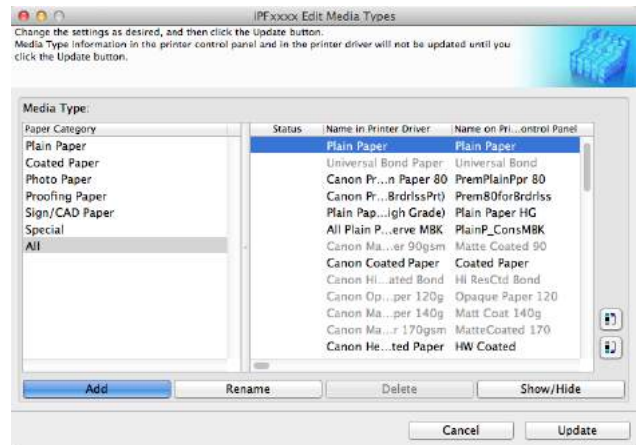 iPFxxxx Edit Media Types
Change the settings as desired, and then click the Update button.
Media Type information in the printer control panel and in the printer driver will not be updated until you
click the Update button.
Media Type:
Paper Category
Status Name in Printer Driver Name on Pri...ontrol Panel
Plain Paper
Coated Paper
Photo Paper
Proofing Paper
Sign/CAD Paper
Special
All
Plain Paper Plain Paper
Universal Bond Paper Universal Bond
Canon Pr...n Paper 80 PremPlainPpr 80
Canon Pr...BrdrlssPrt) Prem80forBrdrlss
Plain Pap...igh Grade) Plain Paper HG
All Plain P...erve MBK PlainP_ConsMBK
Canon Ma...er 90gsm Matte Coated 90
Canon Coated Paper Coated Paper
Canon Hi...ated Bond Hi ResCtd Bond
Canon Op...per 120g Opaque Paper 120
Canon Ma...per 140g Matt Coat 140g
Canon Ma...r 170gsm MatteCoated 170
Canon He...ted Paper HW Coated
Add Rename Delete Show/Hide
Cancel Update